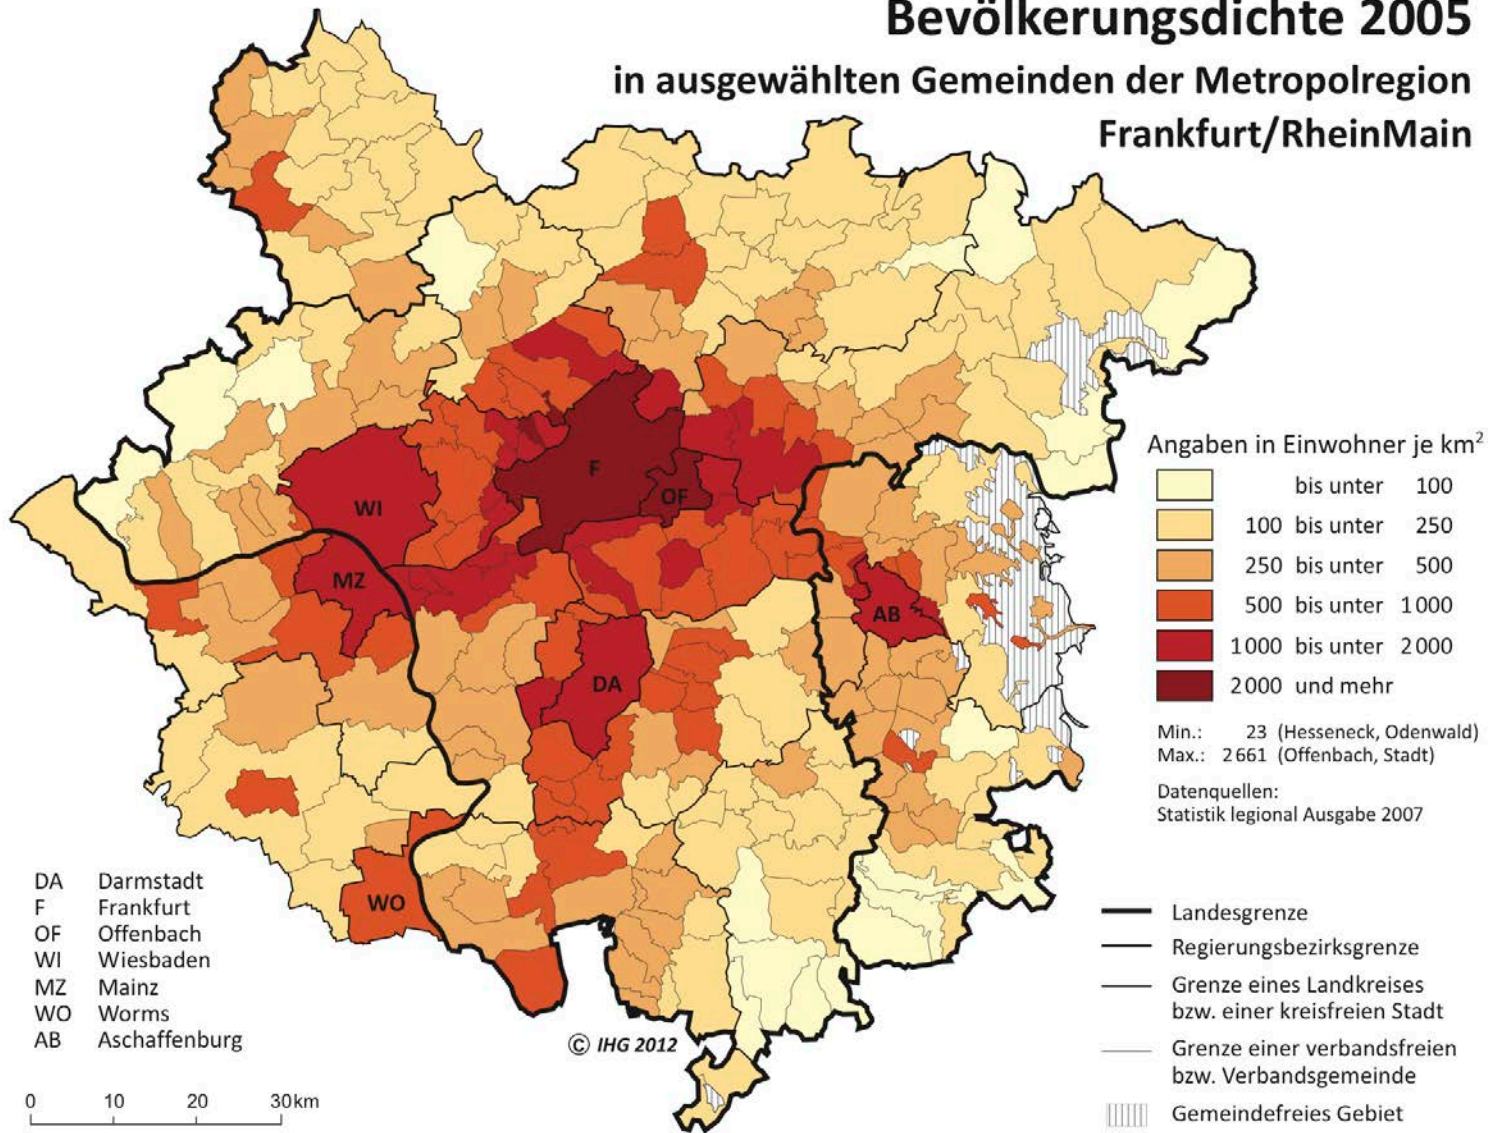 Bevölkerungsdichte 2005
in ausgewählten Gemeinden der Metropolregion
Frankfurt/RheinMain
F
OF
WI
MZ
AB
DA
WO
Angaben in Einwohner je km²
bis unter 100
100 bis unter 250
250 bis unter 500
500 bis unter 1000
1000 bis unter 2000
2000 und mehr
Min.: 23 (Hesseneck, Odenwald)
Max.: 2661 (Offenbach, Stadt)
Datenquellen:
Statistik legional Ausgabe 2007
DA Darmstadt
F Frankfurt
OF Offenbach
WI Wiesbaden
MZ Mainz
WO Worms
AB Aschaffenburg
0 10 20 30km
© IHG 2012
Landesgrenze
Regierungsbezirksgrenze
Grenze eines Landkreises
bzw. einer kreisfreien Stadt
Grenze einer verbandsfreien
bzw. Verbandsgemeinde
Gemeindefreies Gebiet